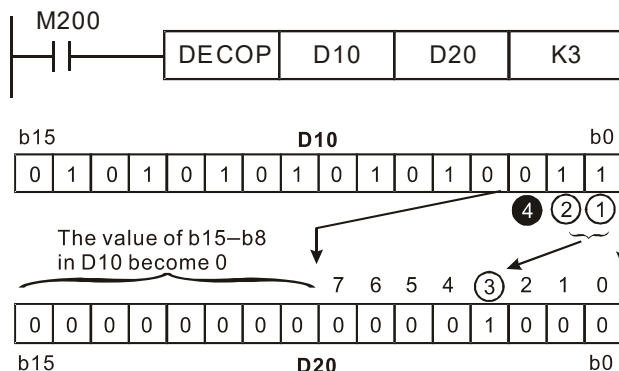 M200
DECOP D10 D20 K3
b15 D10 b0
0 1 0 1 0 1 0 1 0 1 0 1 0 0 1 1
4 2 1
The value of b15–b8
in D10 become 0
7 6 5 4 3 2 1 0
0 0 0 0 0 0 0 0 0 0 0 0 1 0 0 0
b15 D20 b0